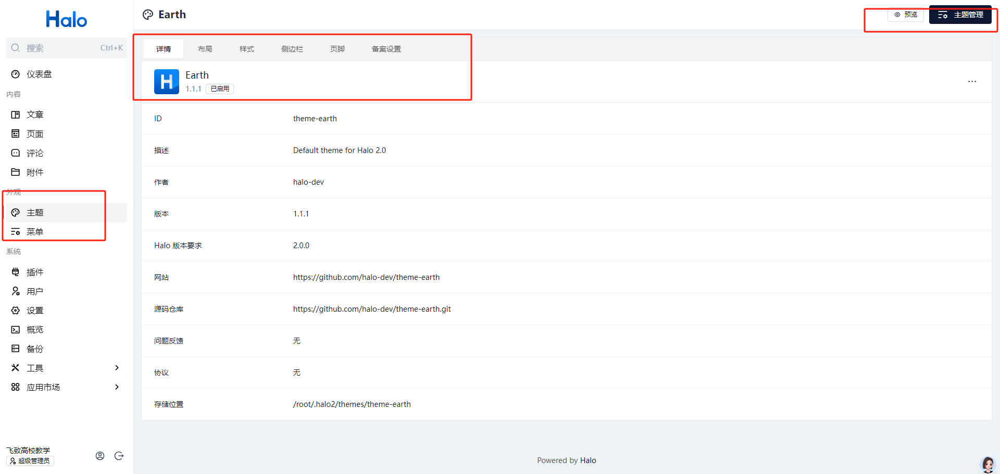 Halo
搜索 Ctrl+K
仪表盘
内容
文章
页面
评论
附件
外观
主题
菜单
系统
插件
用户
设置
概览
备份
工具
应用市场
飞致高校教学
超级管理员
Earth
预览
主题管理
详情 布局 样式 侧边栏 页脚 备案设置
H
Earth
1.1.1 已启用
ID theme-earth
描述 Default theme for Halo 2.0
作者 halo-dev
版本 1.1.1
Halo 版本要求 2.0.0
网站 https://github.com/halo-dev/theme-earth
源码仓库 https://github.com/halo-dev/theme-earth.git
问题反馈 无
协议 无
存储位置 /root/.halo2/themes/theme-earth
Powered by Halo